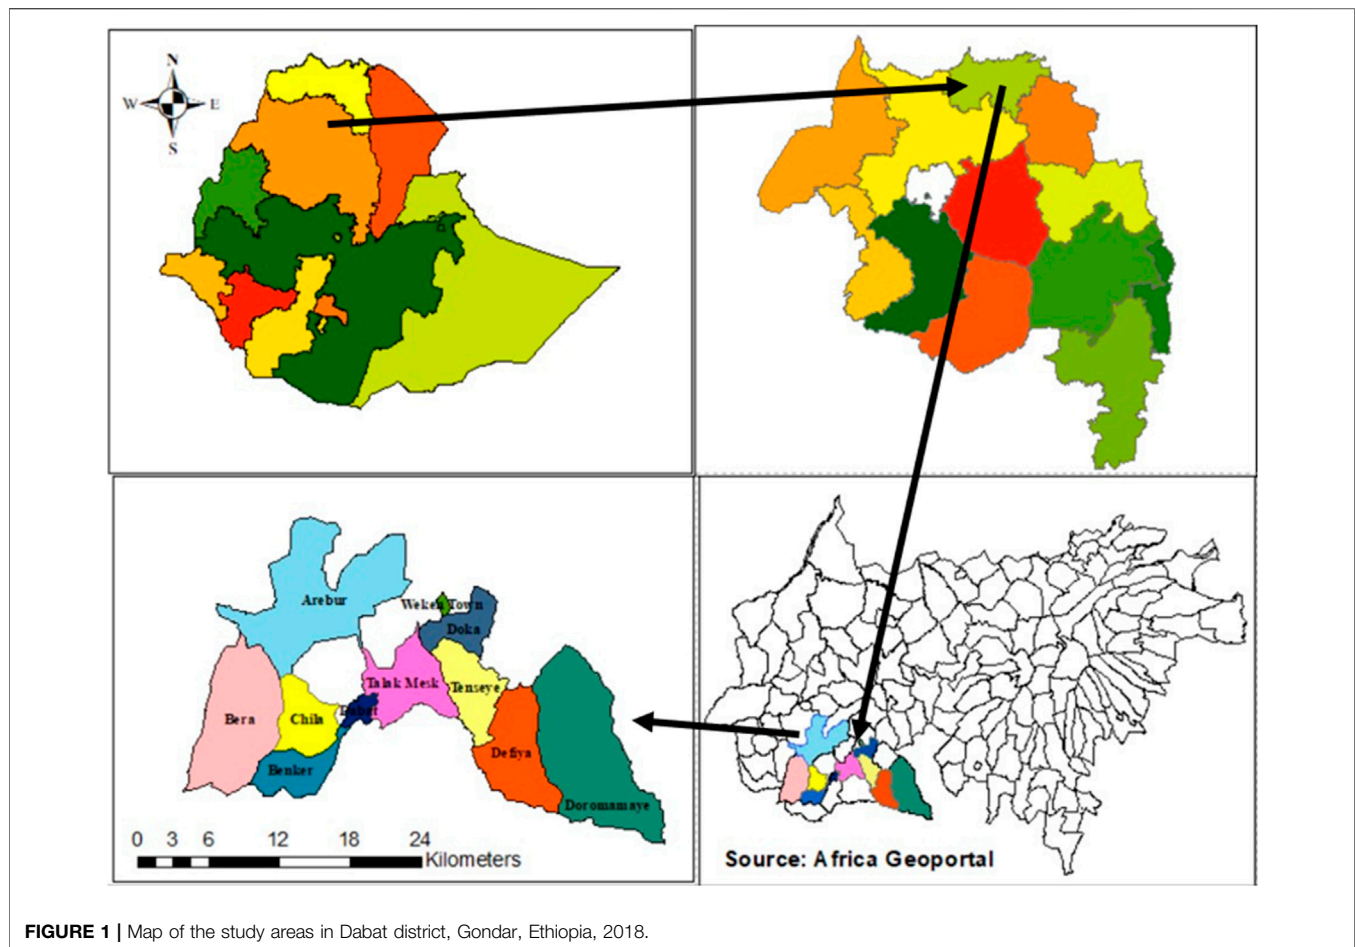 N
W E
S
Arebur
Weken Town
Doka
Talak Mesk
Tenseye
Bera
Chila
Dabat
Defiya
Benker
Doromamaye
0 3 6 12 18 24
Kilometers
Source: Africa Geoportal
FIGURE 1 | Map of the study areas in Dabat district, Gondar, Ethiopia, 2018.